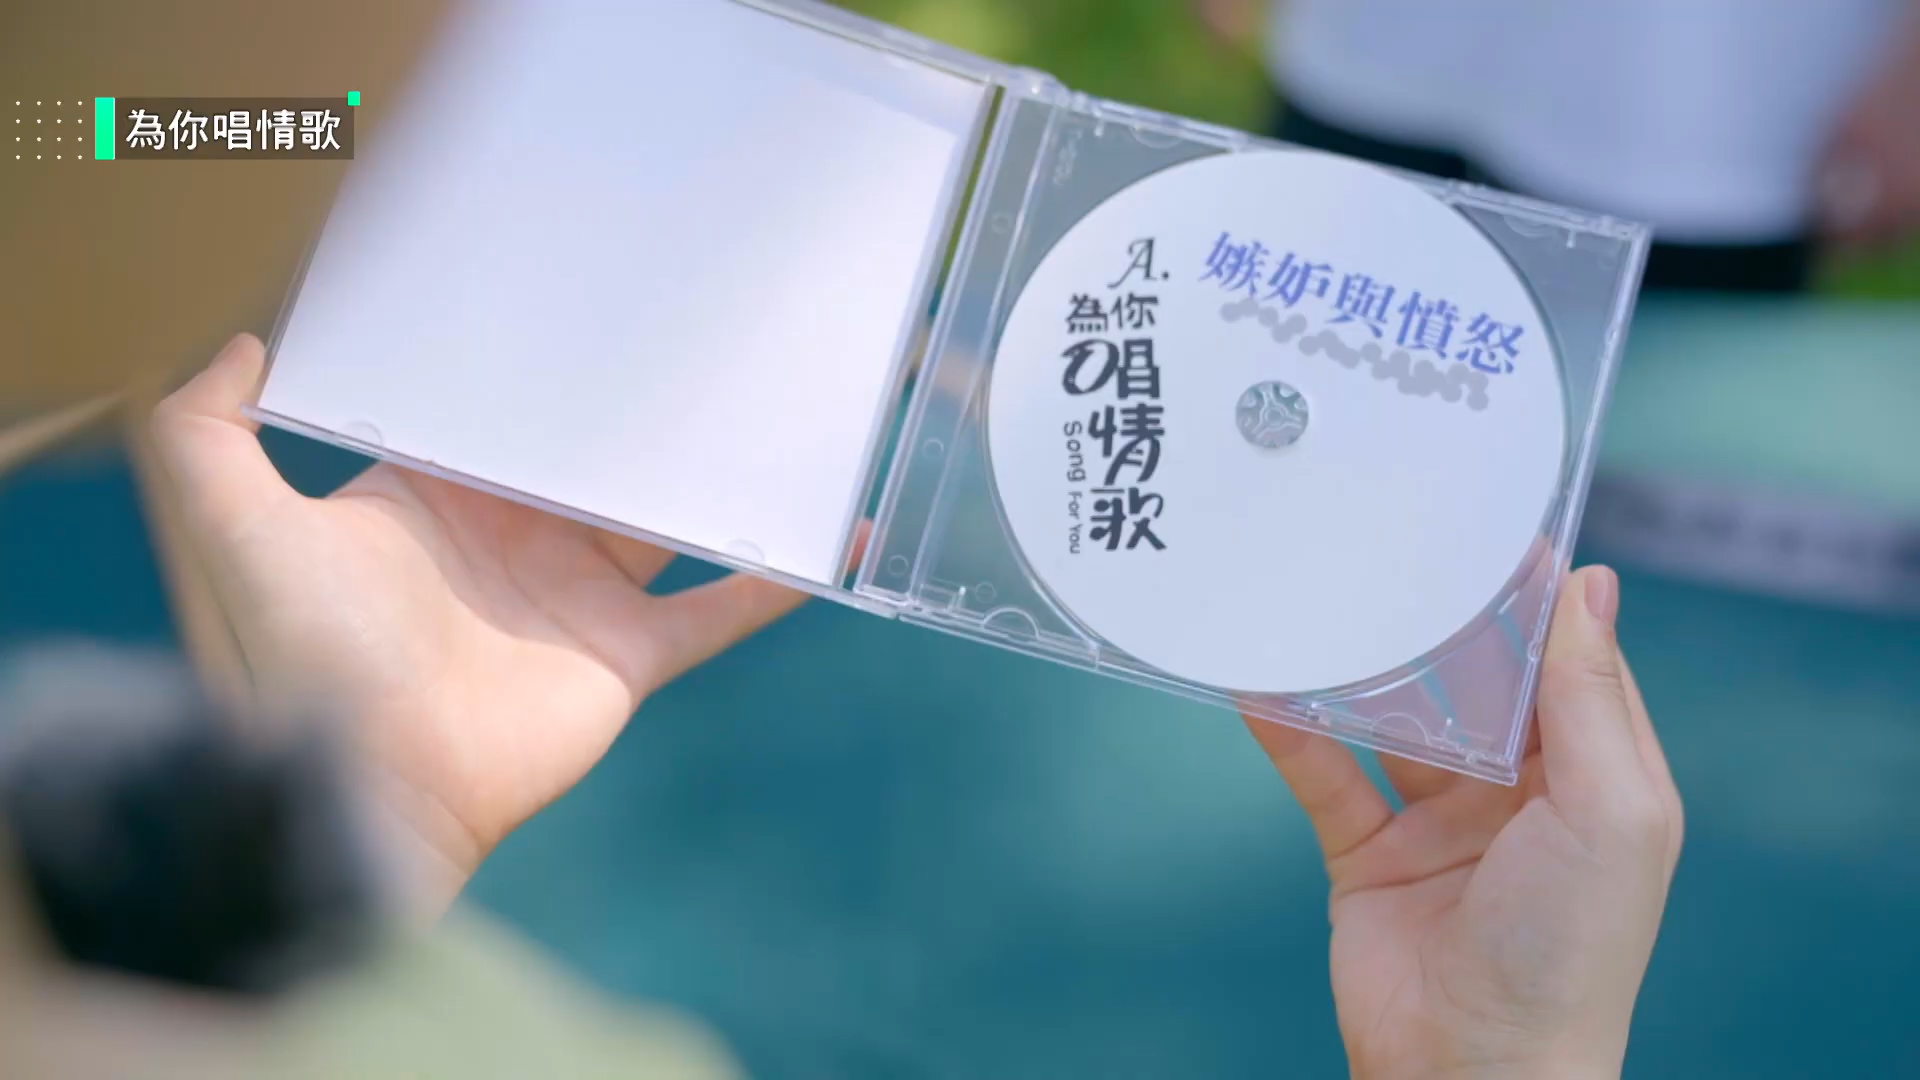 為你唱情歌
A.
為你
唱
情
歌
Song For You
嫉妒與憤怒